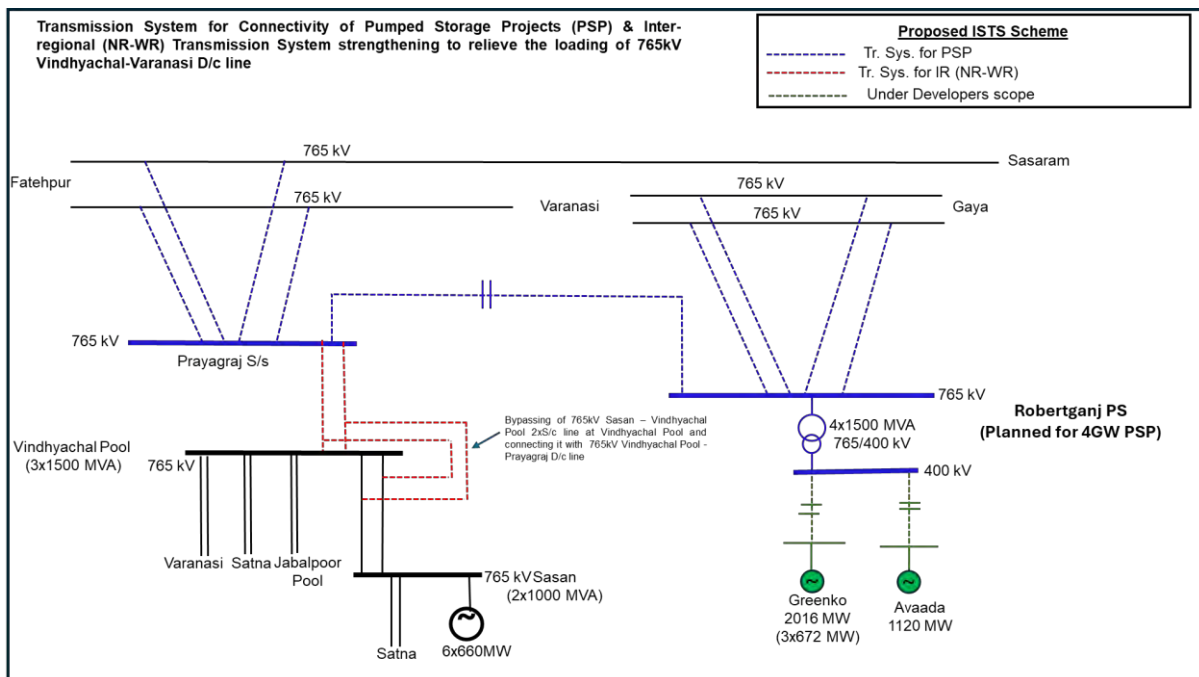 Transmission System for Connectivity of Pumped Storage Projects (PSP) & Inter-
regional (NR-WR) Transmission System strengthening to relieve the loading of 765kV
Vindhyachal-Varanasi D/c line
Proposed ISTS Scheme
Tr. Sys. for PSP
Tr. Sys. for IR (NR-WR)
Under Developers scope
765 kV
Sasaram
Fatehpur
765 kV
Varanasi
765 kV
765 kV
Gaya
765 kV
Prayagraj S/s
765 kV
Robertganj PS
(Planned for 4GW PSP)
4x1500 MVA
765/400 kV
400 kV
Bypassing of 765kV Sasan – Vindhyachal
Pool 2xS/c line at Vindhyachal Pool and
connecting it with 765kV Vindhyachal Pool -
Prayagraj D/c line
Vindhyachal Pool
(3x1500 MVA)
765 kV
Varanasi
Satna
Jabalpoor
Pool
765 kV Sasan
(2x1000 MVA)
Satna
6x660MW
~
~
~
Greenko
2016 MW
(3x672 MW)
Avaada
1120 MW